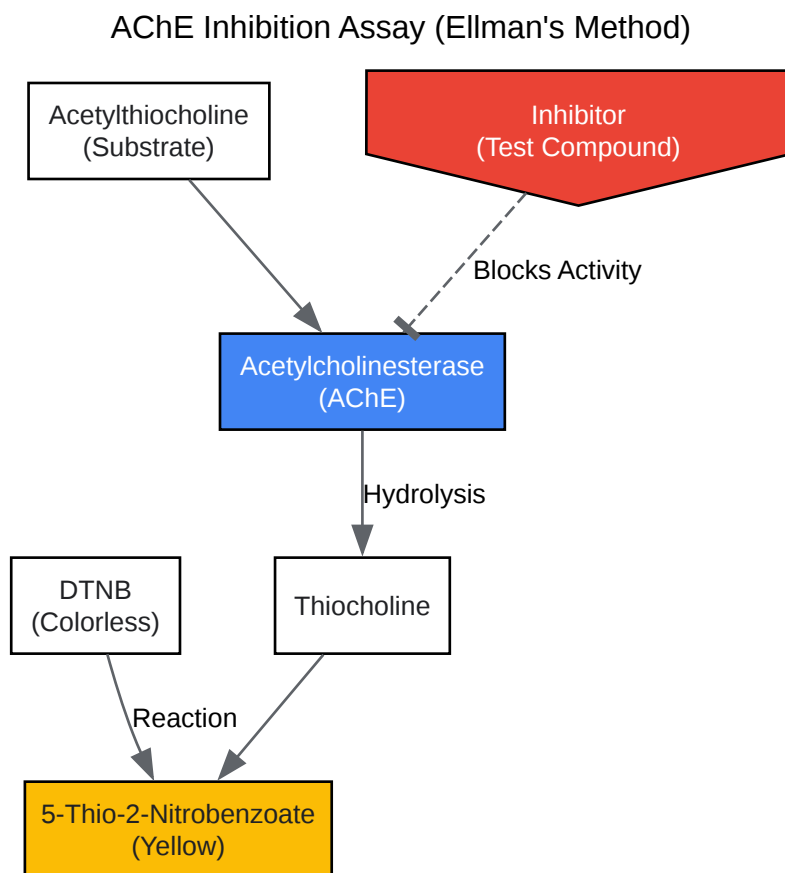 AChE Inhibition Assay (Ellman's Method)
Acetylthiocholine
(Substrate)
Inhibitor
(Test Compound)
Blocks Activity
Acetylcholinesterase
(AChE)
Hydrolysis
DTNB
(Colorless)
Thiocholine
Reaction
5-Thio-2-Nitrobenzoate
(Yellow)